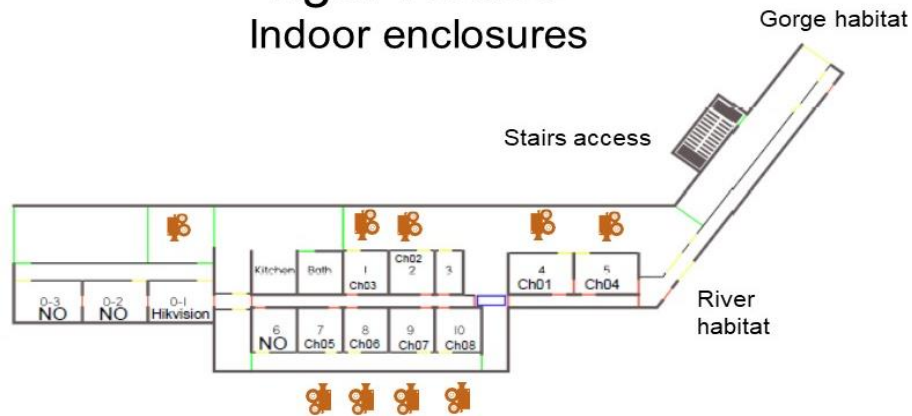 Indoor enclosures
Gorge habitat
Stairs access
Kitchen
Bath
1
Ch03
Ch02
2
3
4
Ch01
5
Ch04
0-3
NO
0-2
NO
0-1
Hikvision
River
habitat
6
NO
7
Ch05
8
Ch06
9
Ch07
10
Ch08